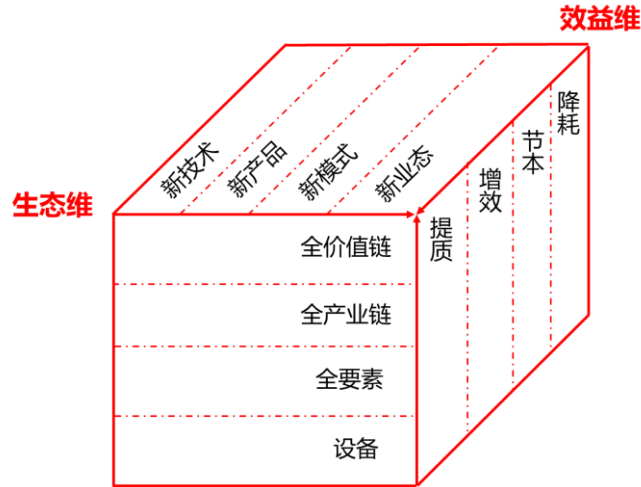 效益维
新技术
新产品
新模式
新业态
生态维
提质
增效
节本
降耗
全价值链
全产业链
全要素
设备